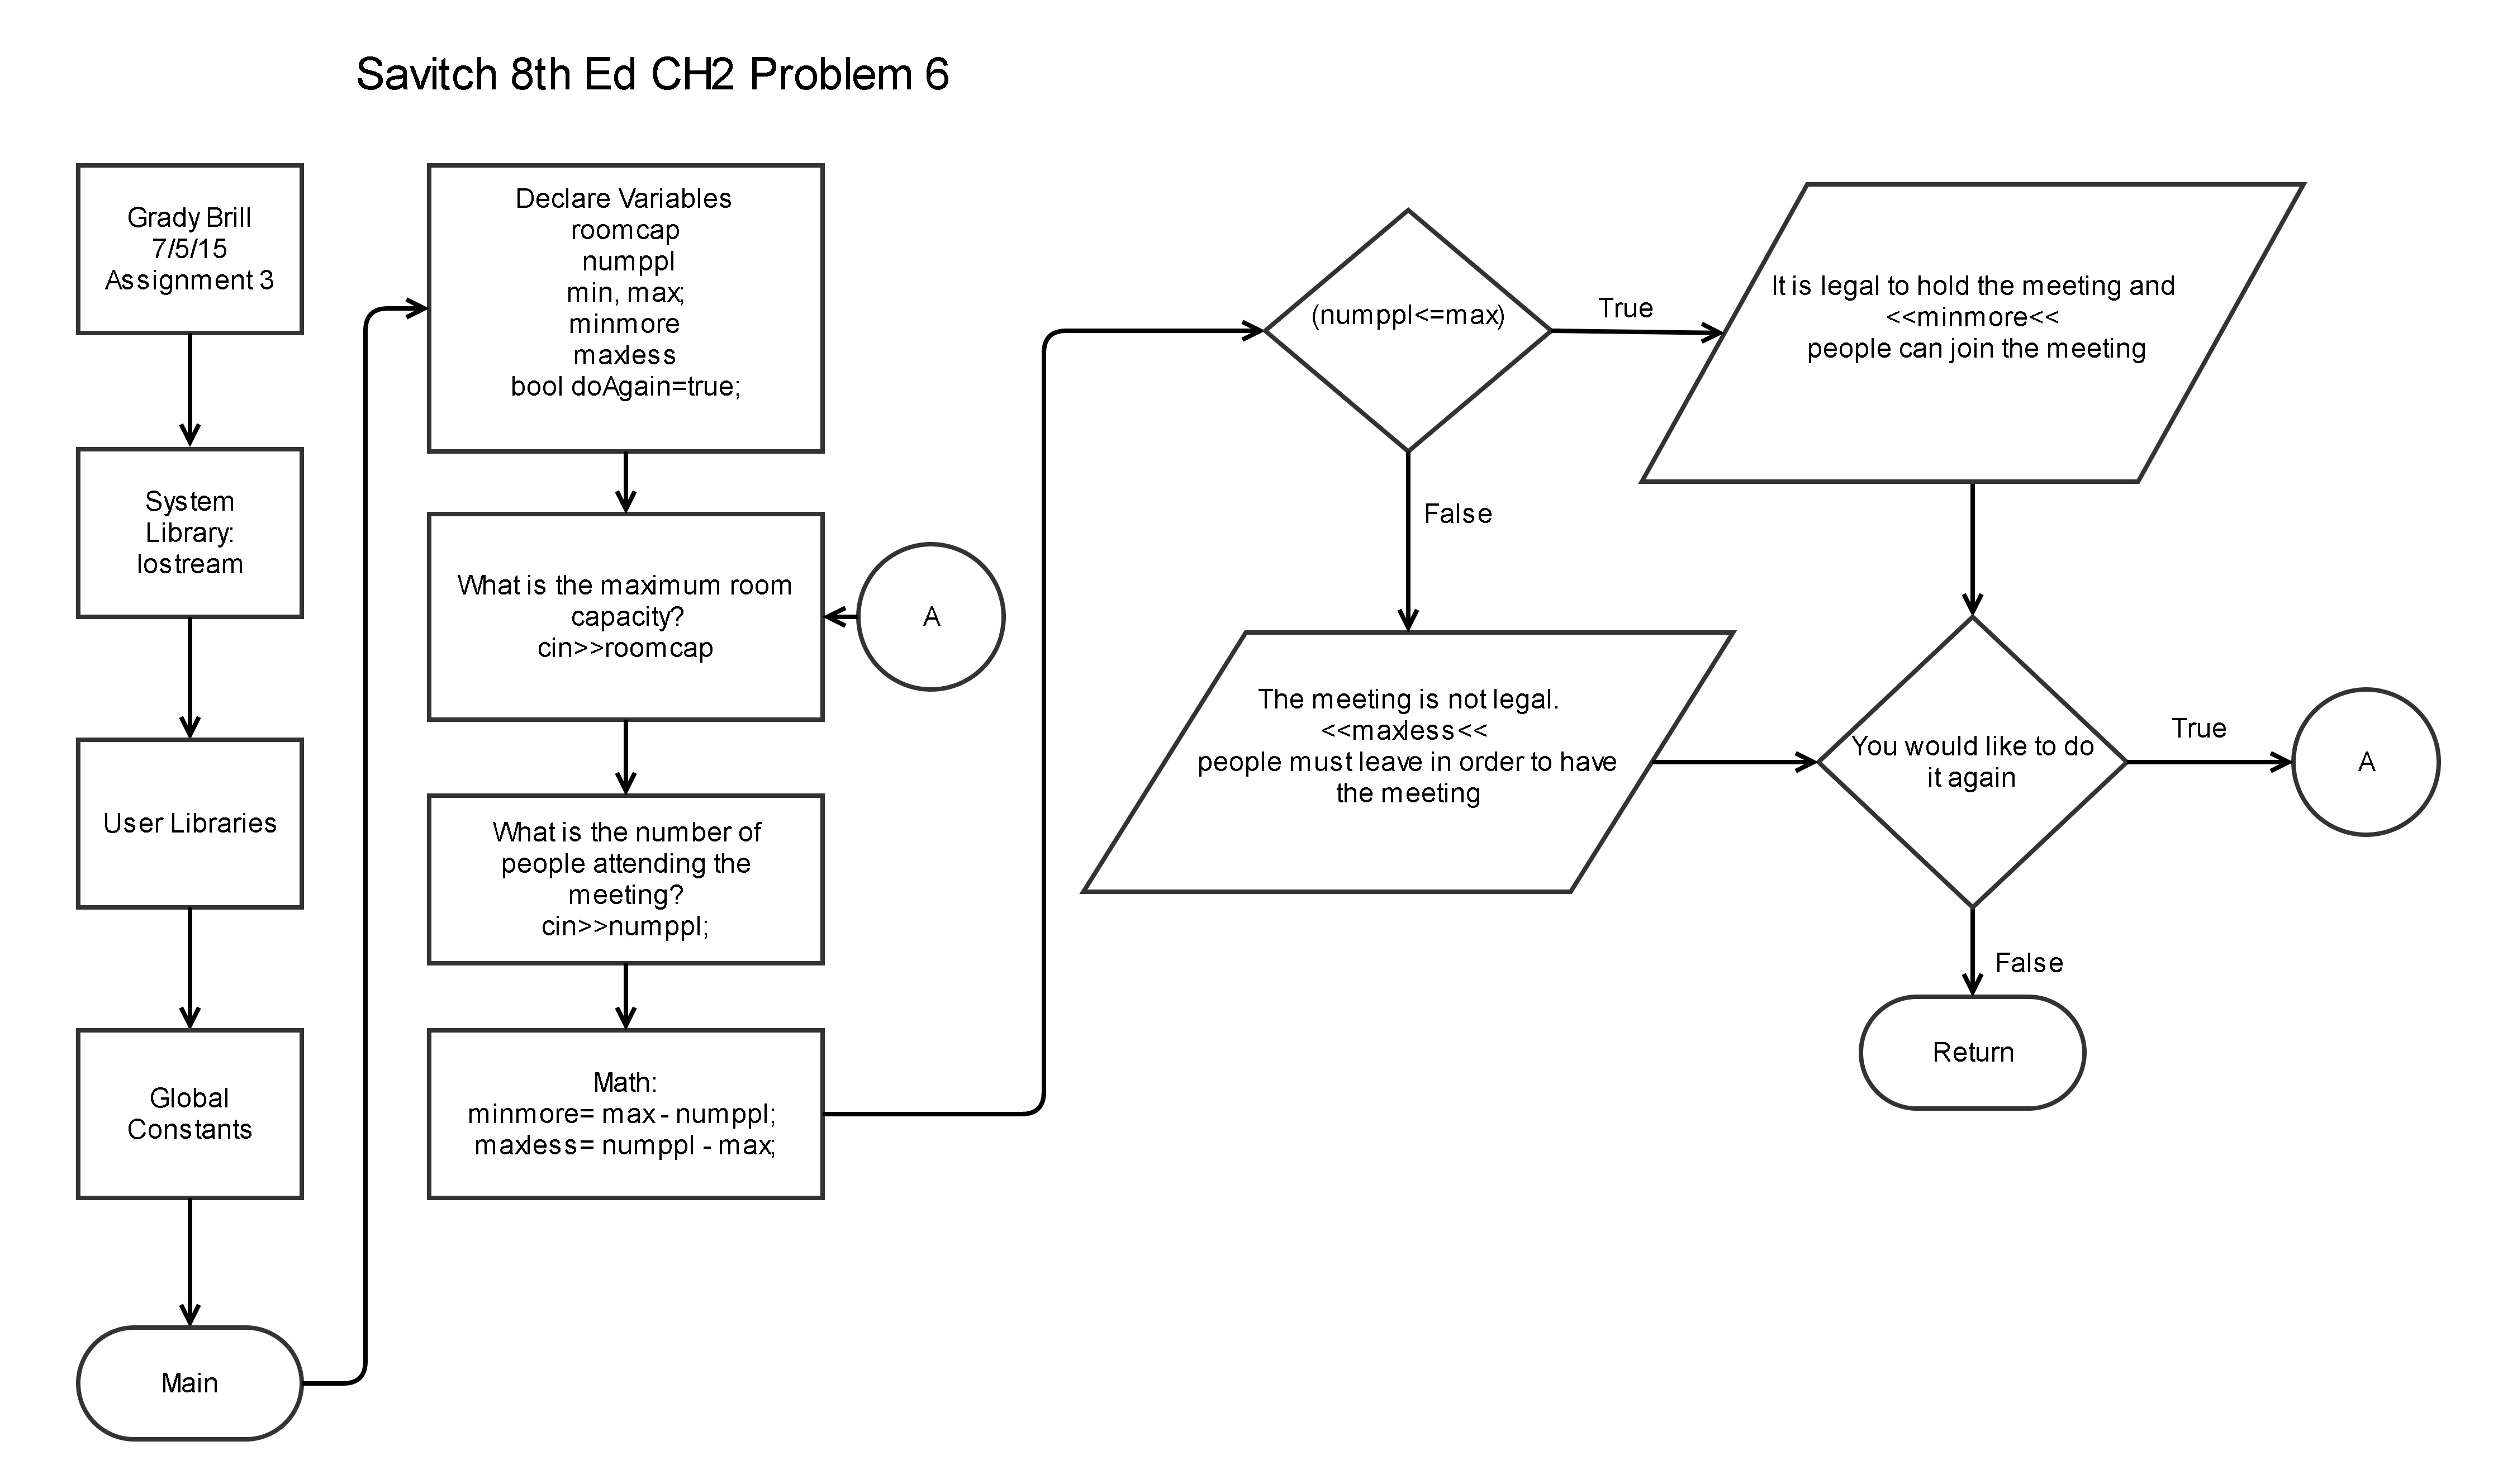 Savitch 8th Ed CH2 Problem 6
Grady Brill
7/5/15
Assignment 3
System
Library:
Iostream
User Libraries
Global
Constants
Main
Declare Variables
roomcap
numppl
min, max;
minmore
maxless
bool doAgain=true;
What is the maximum room
capacity?
cin>>roomcap
A
What is the number of
people attending the
meeting?
cin>>numppl;
Math:
minmore= max - numppl;
maxless= numppl - max;
(numppl<=max)
True
False
It is legal to hold the meeting and
<<minmore<<
people can join the meeting
The meeting is not legal.
<<maxless<<
people must leave in order to have
the meeting
You would like to do
it again
True
A
False
Return